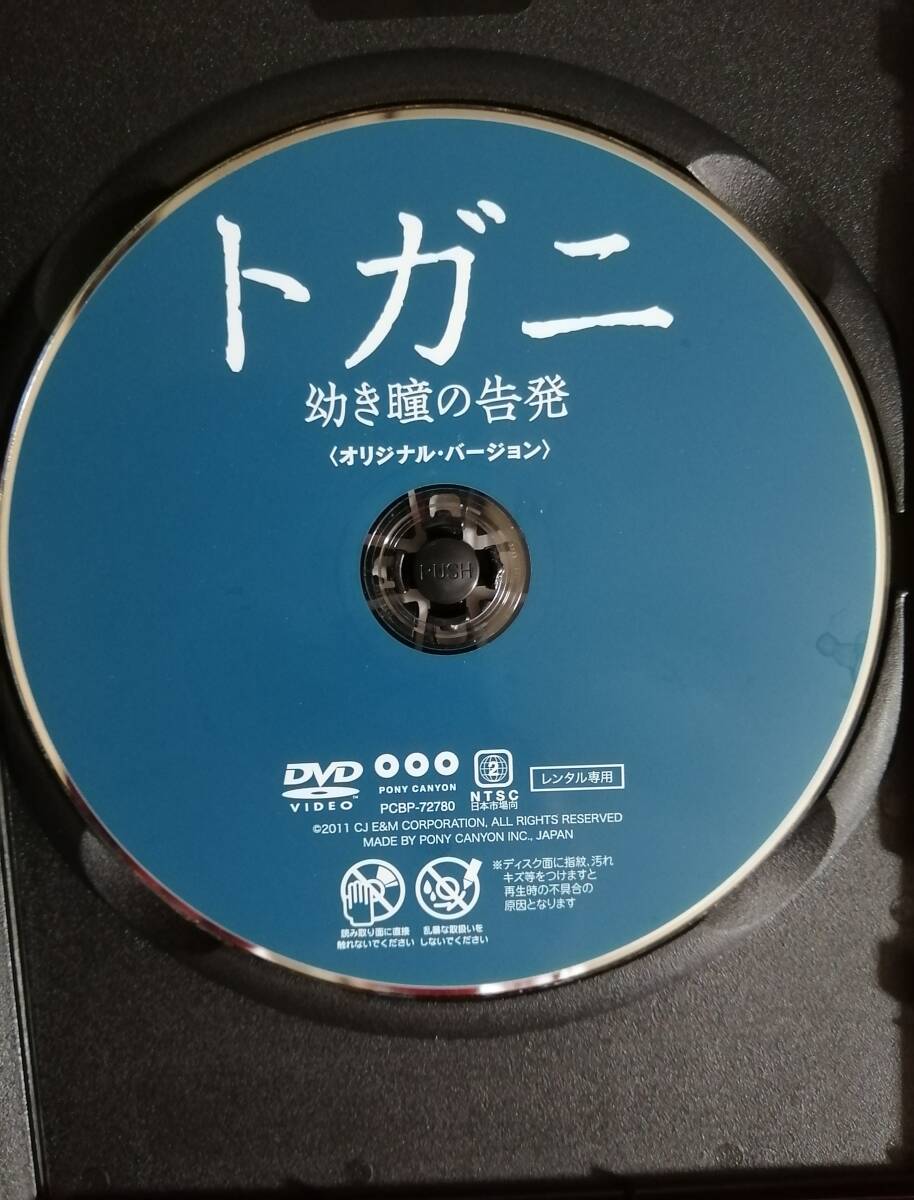 トガニ
幼き瞳の告発
〈オリジナル・バージョン〉
PUSH
DVD
VIDEO
PONY CANYON
PCBP-72780
2
NTSC
日本市場向
レンタル専用
©2011 CJ E&M CORPORATION, ALL RIGHTS RESERVED
MADE BY PONY CANYON INC., JAPAN
読み取り面に直接
触れないでください
乱暴な取扱いを
しないでください
※ディスク面に指紋、汚れ
キズ等をつけますと
再生時の不具合の
原因となります